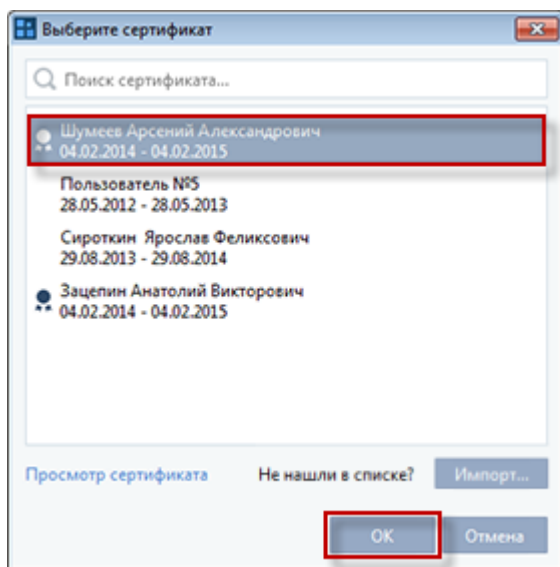 Выберите сертификат
Поиск сертификата...
Шумеев Арсений Александрович
04.02.2014 - 04.02.2015
Пользователь №5
28.05.2012 - 28.05.2013
Сироткин Ярослав Феликсович
29.08.2013 - 29.08.2014
Зацепин Анатолий Викторович
04.02.2014 - 04.02.2015
Просмотр сертификата Не нашли в списке? Импорт...
ОК Отмена